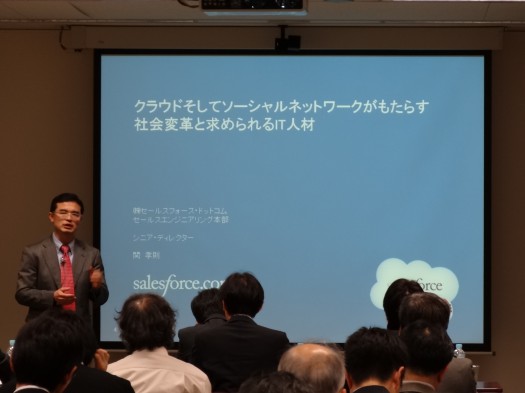 クラウドそしてソーシャルネットワークがもたらす
社会変革と求められるIT人材
㈱セールスフォース・ドットコム
セールスエンジニアリング本部
シニア・ディレクター
関 孝則
salesforce.co
force